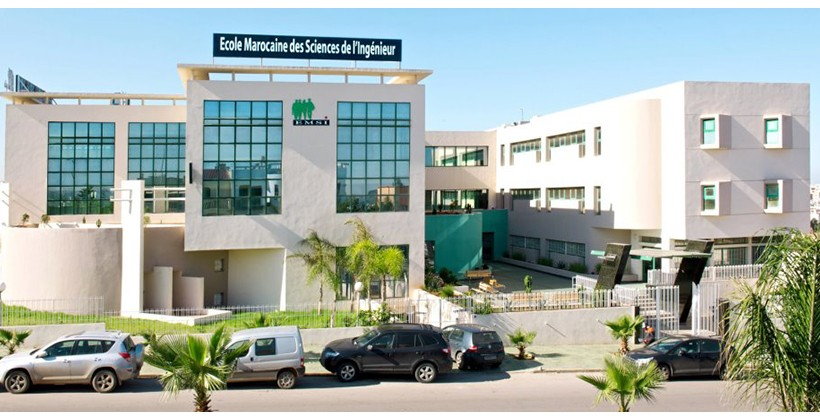 Ecole Marocaine des Sciences de l'Ingénieur
EMSI